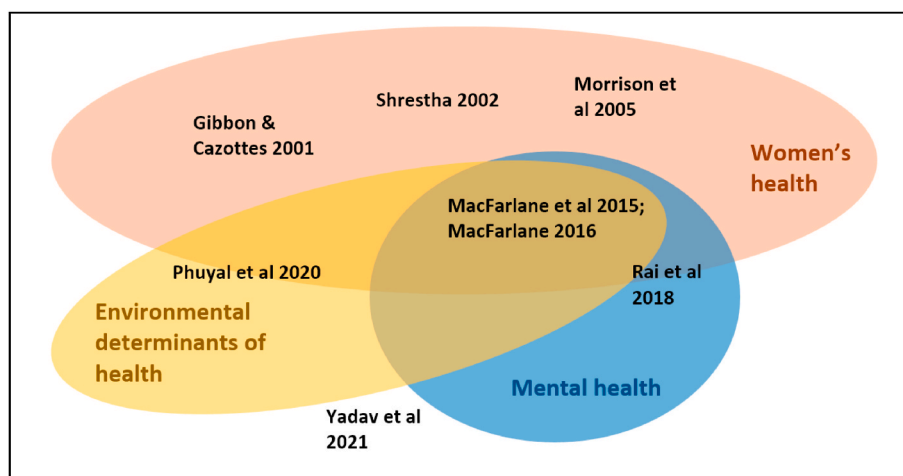 Shrestha 2002
Morrison et
al 2005
Gibbon &
Cazottes 2001
Women's
health
MacFarlane et al 2015;
MacFarlane 2016
Phuyal et al 2020
Rai et al
2018
Environmental
determinants of
health
Mental health
Yadav et al
2021